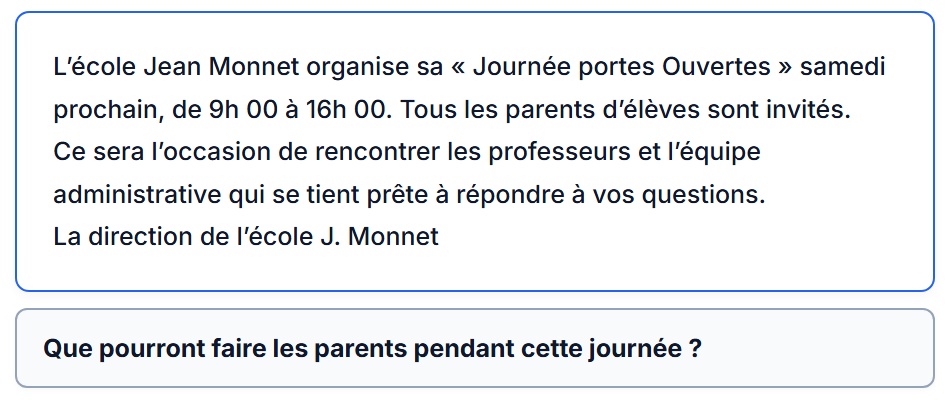 L’école Jean Monnet organise sa « Journée portes Ouvertes » samedi
prochain, de 9h 00 à 16h 00. Tous les parents d’élèves sont invités.
Ce sera l’occasion de rencontrer les professeurs et l’équipe
administrative qui se tient prête à répondre à vos questions.
La direction de l’école J. Monnet
Que pourront faire les parents pendant cette journée ?